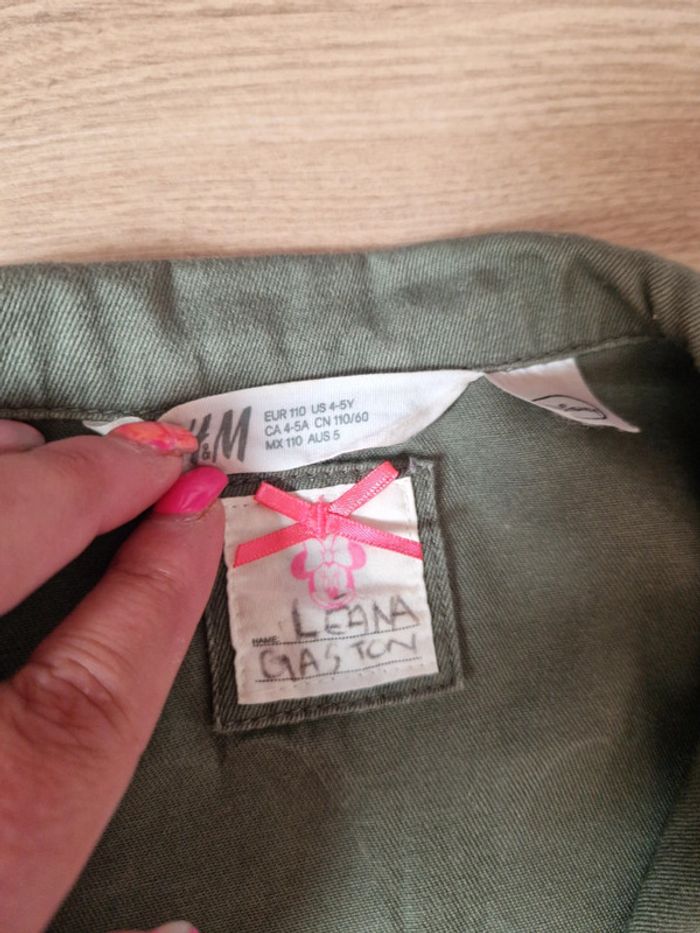 H&M
EUR 110 US 4-5Y
CA 4-5A CN 110/60
MX 110 AUS 5
NAME: LEANA
GASTON